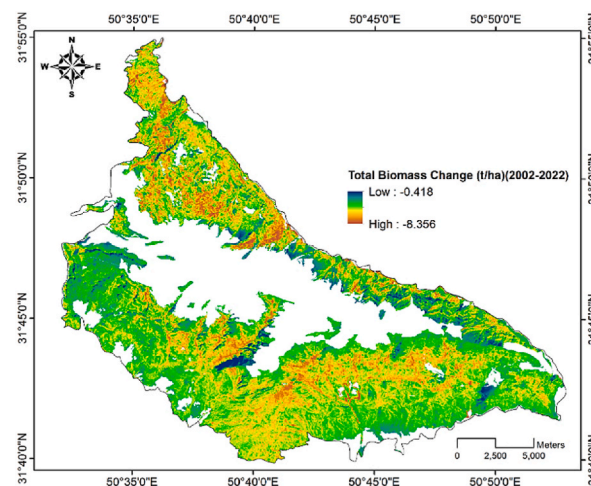 50°35'0"N 50°40'0"N 50°45'0"N 50°50'0"N
31°55'0"N
N
W E
S
31°50'0"N
Total Biomass Change (t/ha)(2002-2022)
Low : -0.418
High : -8.356
31°45'0"N
0 2,500 5,000
Meters
31°40'0"N
50°35'0"N 50°40'0"N 50°45'0"N 50°50'0"N